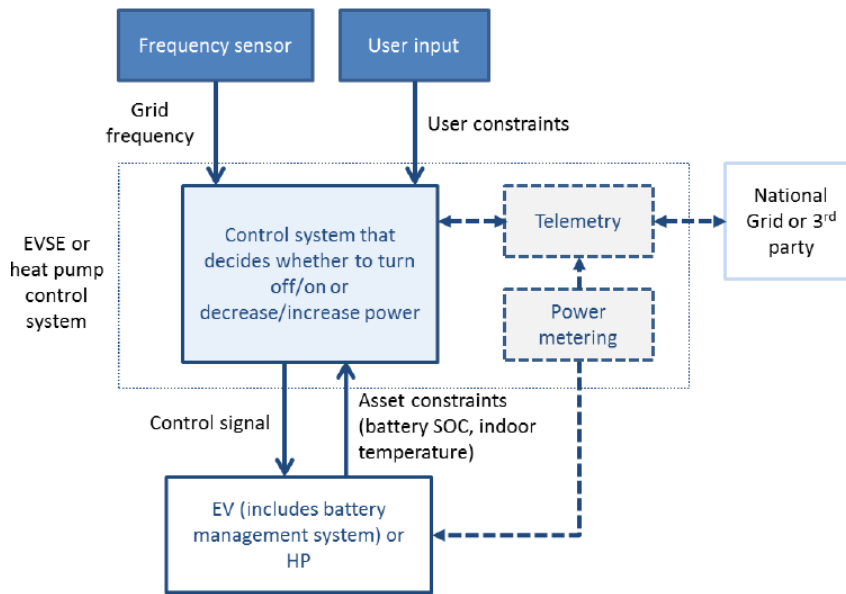 Frequency sensor
User input
Grid
frequency
User constraints
EVSE or
heat pump
control
system
Control system that
decides whether to turn
off/on or
decrease/increase power
Telemetry
National
Grid or 3rd
party
Power
metering
Control signal
Asset constraints
(battery SOC, indoor
temperature)
EV (includes battery
management system) or
HP